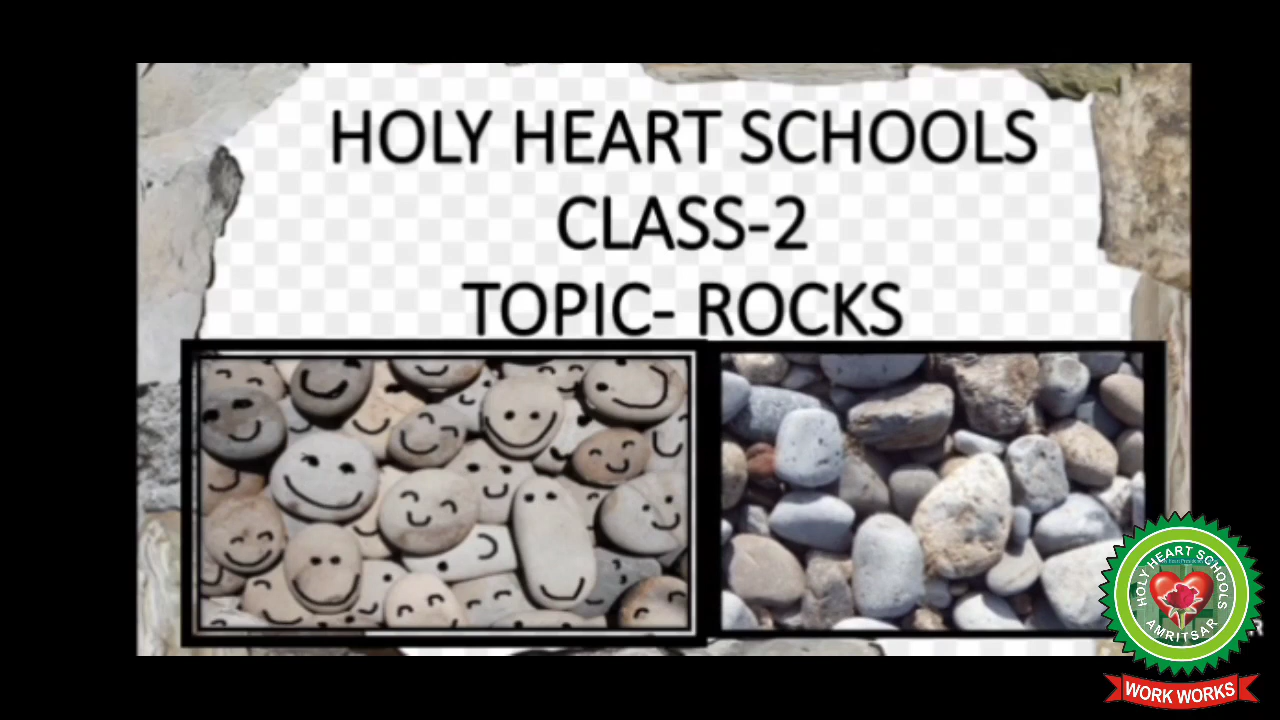 HOLY HEART SCHOOLS
CLASS-2
TOPIC- ROCKS
HOLY HEART SCHOOLS
AMRITSAR
WORK WORKS